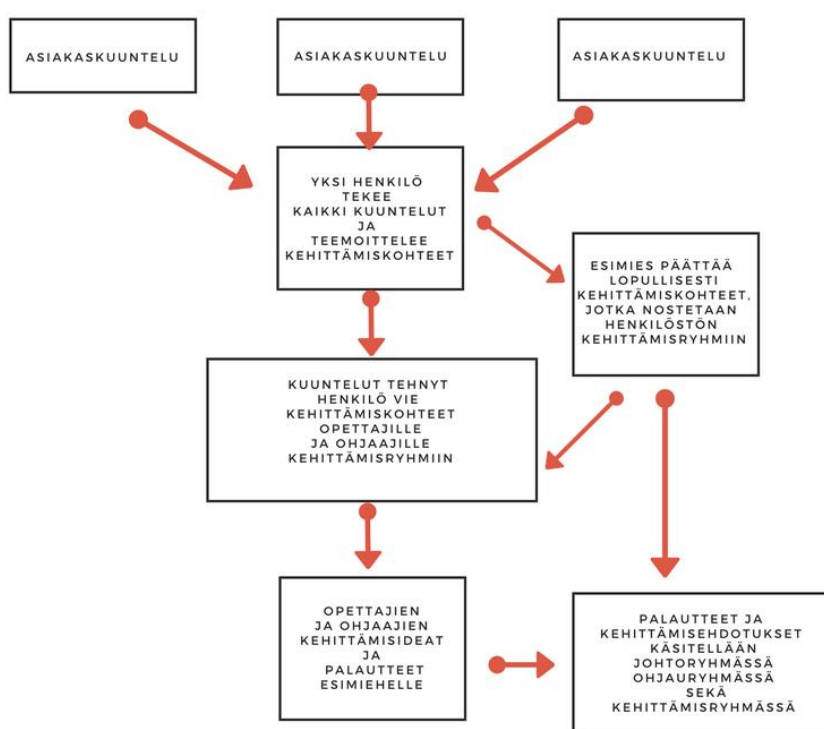 ASIAKASKUUNTELU
ASIAKASKUUNTELU
ASIAKASKUUNTELU
YKSI HENKILÖ
TEKEE
KAIKKI KUUNTELUT
JA
TEEMOITTELEE
KEHITTÄMISKOHTEET
ESIMIES PÄÄTTÄÄ
LOPULLISESTI
KEHITTÄMISKOHTEET,
JOTKA NOSTETAAN
HENKILÖSTÖN
KEHITTÄMISRYHMIIN
KUUNTELUT TEHNYT
HENKILÖ VIE
KEHITTÄMISKOHTEET
OPETTAJILLE
JA OHJAAJILLE
KEHITTÄMISRYHMIIN
OPETTAJIEN
JA OHJAAJIEN
KEHITTÄMISIDEAT
JA
PALAUTTEET
ESIMIEHELLE
PALAUTTEET JA
KEHITTÄMISEHDOTUKSET
KÄSITELLÄÄN
JOHTORYHMÄSSÄ
OHJAURYHMÄSSÄ
SEKÄ
KEHITTÄMISRYHMÄSSÄ